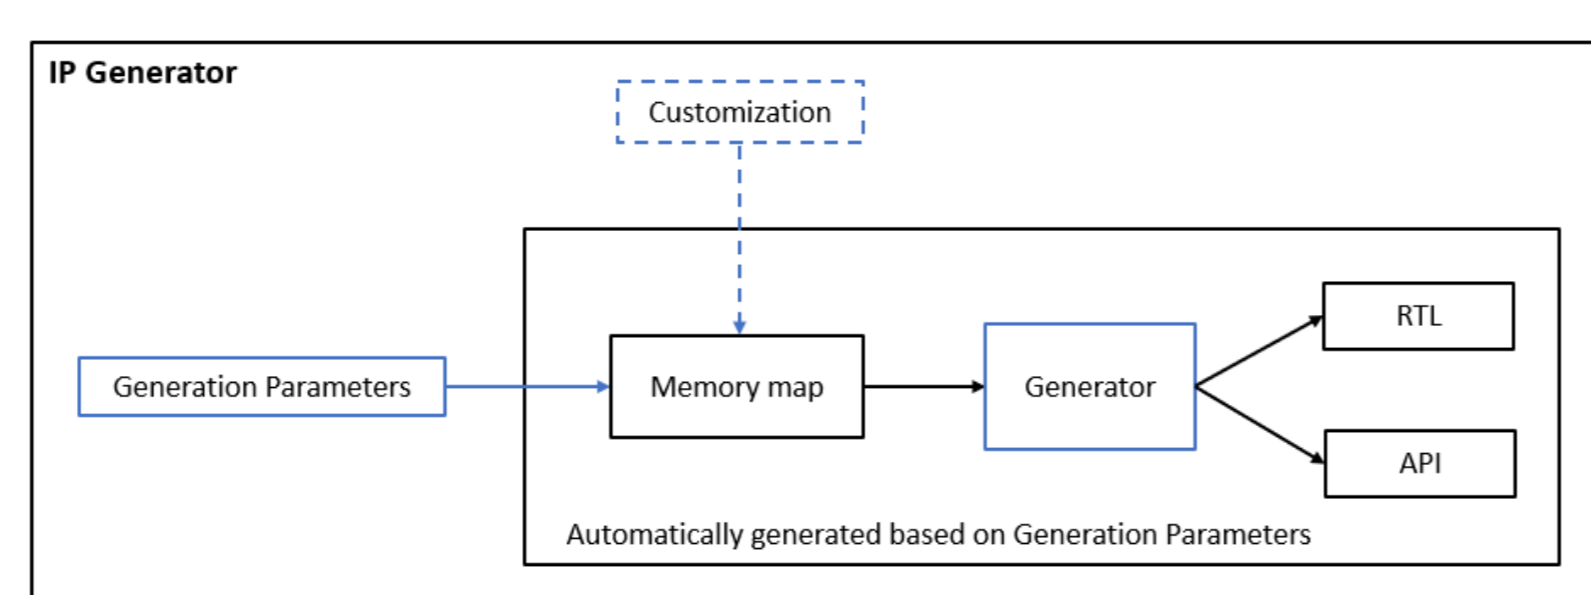 IP Generator
Customization
Generation Parameters
Memory map
Generator
RTL
API
Automatically generated based on Generation Parameters